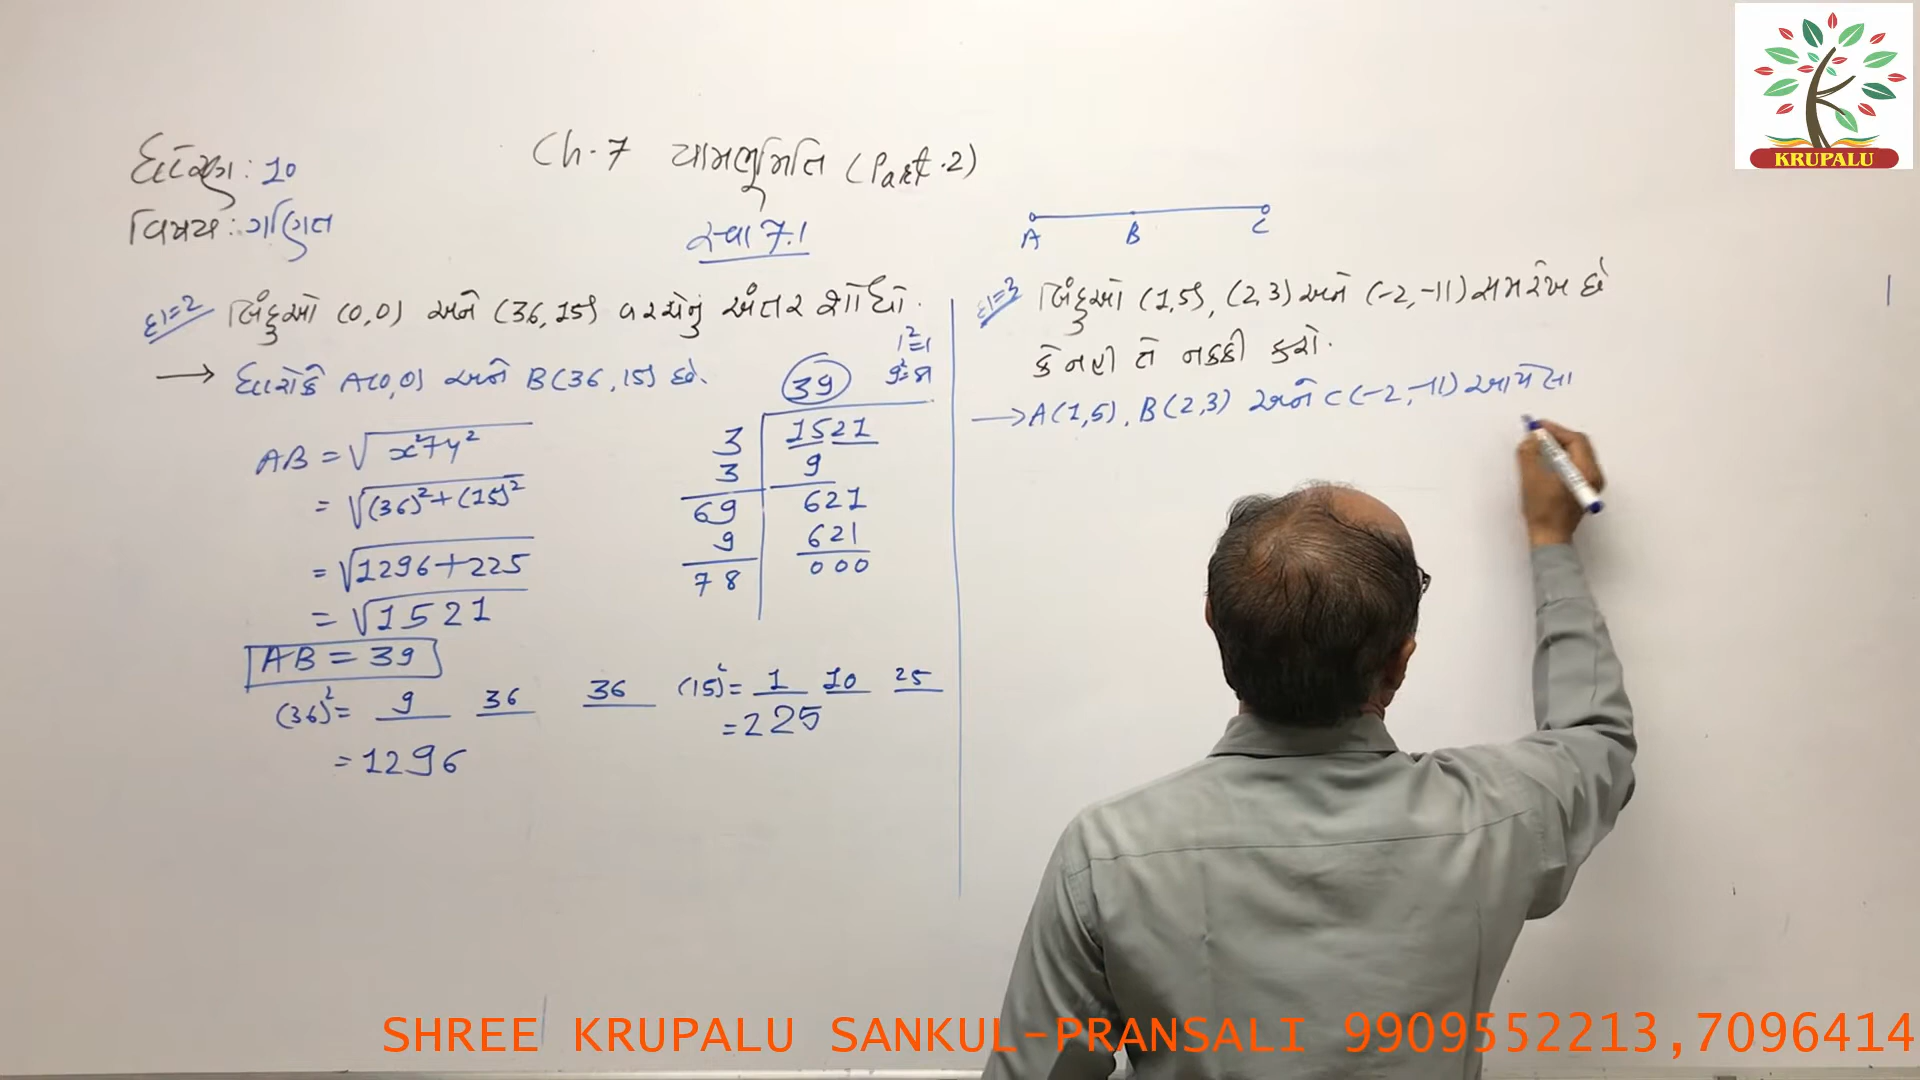 ધોરણ : 10
Ch-7 યામભૂમિતિ (Part.2)
વિષય : ગણિત
સ્વા 7.1
દા=2 બિંદુઓ (0,0) અને (36,15) વચ્ચેનું અંતર શોધો.
→ ધારોકે A(0,0) અને B(36,15) છે.
AB = √x²+y²
= √(36)²+(15)²
= √1296+225
= √1521
AB = 39
(36)² = 9 36 36
= 1296
(15)² = 1 10 25
= 225
1²=1
9²=81
39
3 1521
3 9
69 621
9 621
78 000
A B C
દા=3 બિંદુઓ (1,5), (2,3) અને (-2,-11) સમરેખ છે
કે નહી તે નક્કી કરો.
→ A(1,5), B(2,3) અને C(-2,-11) આપેલા
KRUPALU
SHREE KRUPALU SANKUL-PRANSALI 9909552213,7096414